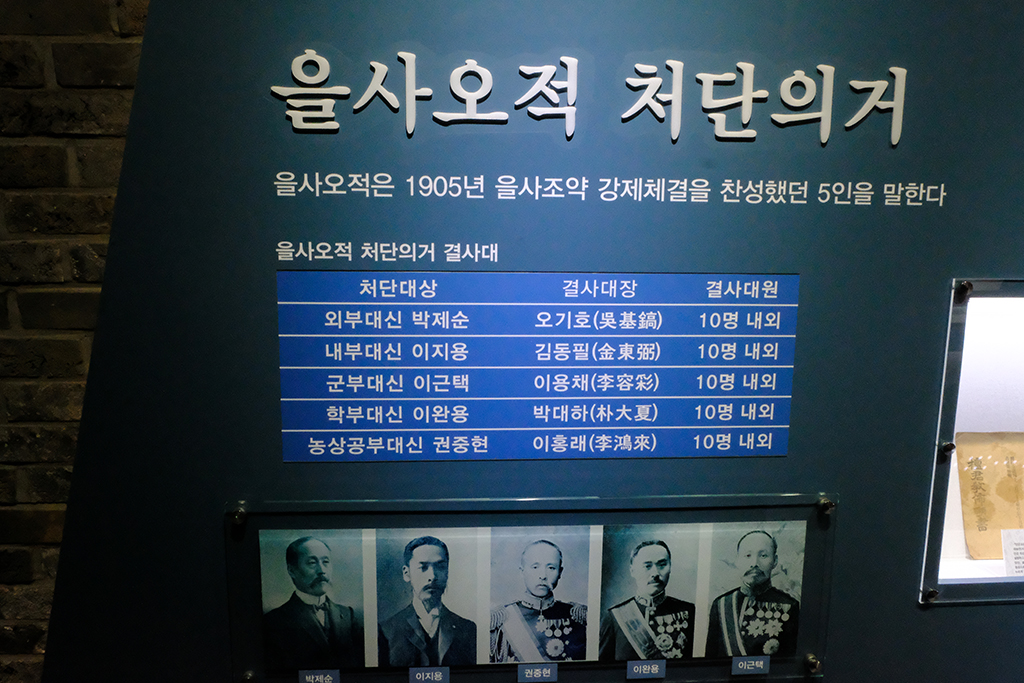 을사오적 처단의거
을사오적은 1905년 을사조약 강제체결을 찬성했던 5인을 말한다
을사오적 처단의거 결사대
처단대상 결사대장 결사대원
외부대신 박제순 오기호(吳基鎬) 10명 내외
내부대신 이지용 김동필(金東弼) 10명 내외
군부대신 이근택 이용채(李容彩) 10명 내외
학부대신 이완용 박대하(朴大夏) 10명 내외
농상공부대신 권중현 이홍래(李鴻來) 10명 내외
박제순 이지용 권중현 이완용 이근택